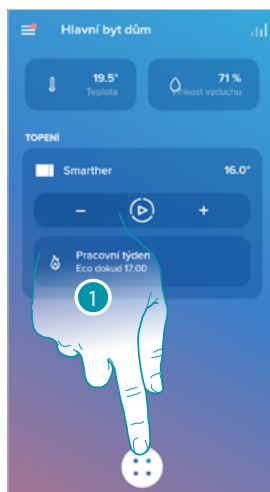 Hlavní byt dům
19.5°
Teplota
71 %
Vlhkost vzduchu
TOPENÍ
Smarther
16.0°
Pracovní týden
Eco dokud 17:00
1